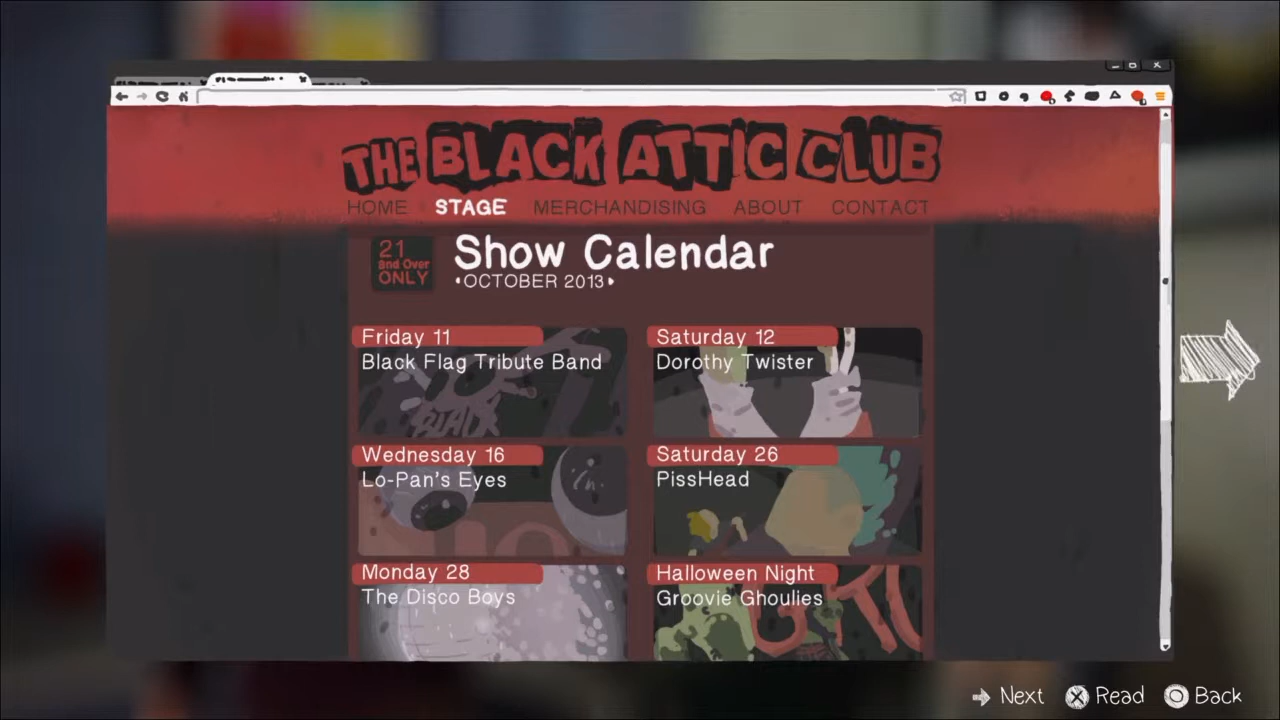 THE BLACK ATTIC CLUB
HOME STAGE MERCHANDISING ABOUT CONTACT
21
and Over
ONLY
Show Calendar
OCTOBER 2013
Friday 11
Black Flag Tribute Band
Saturday 12
Dorothy Twister
Wednesday 16
Lo-Pan's Eyes
Saturday 26
PissHead
Monday 28
The Disco Boys
Halloween Night
Groovie Ghoulies
Next Read Back